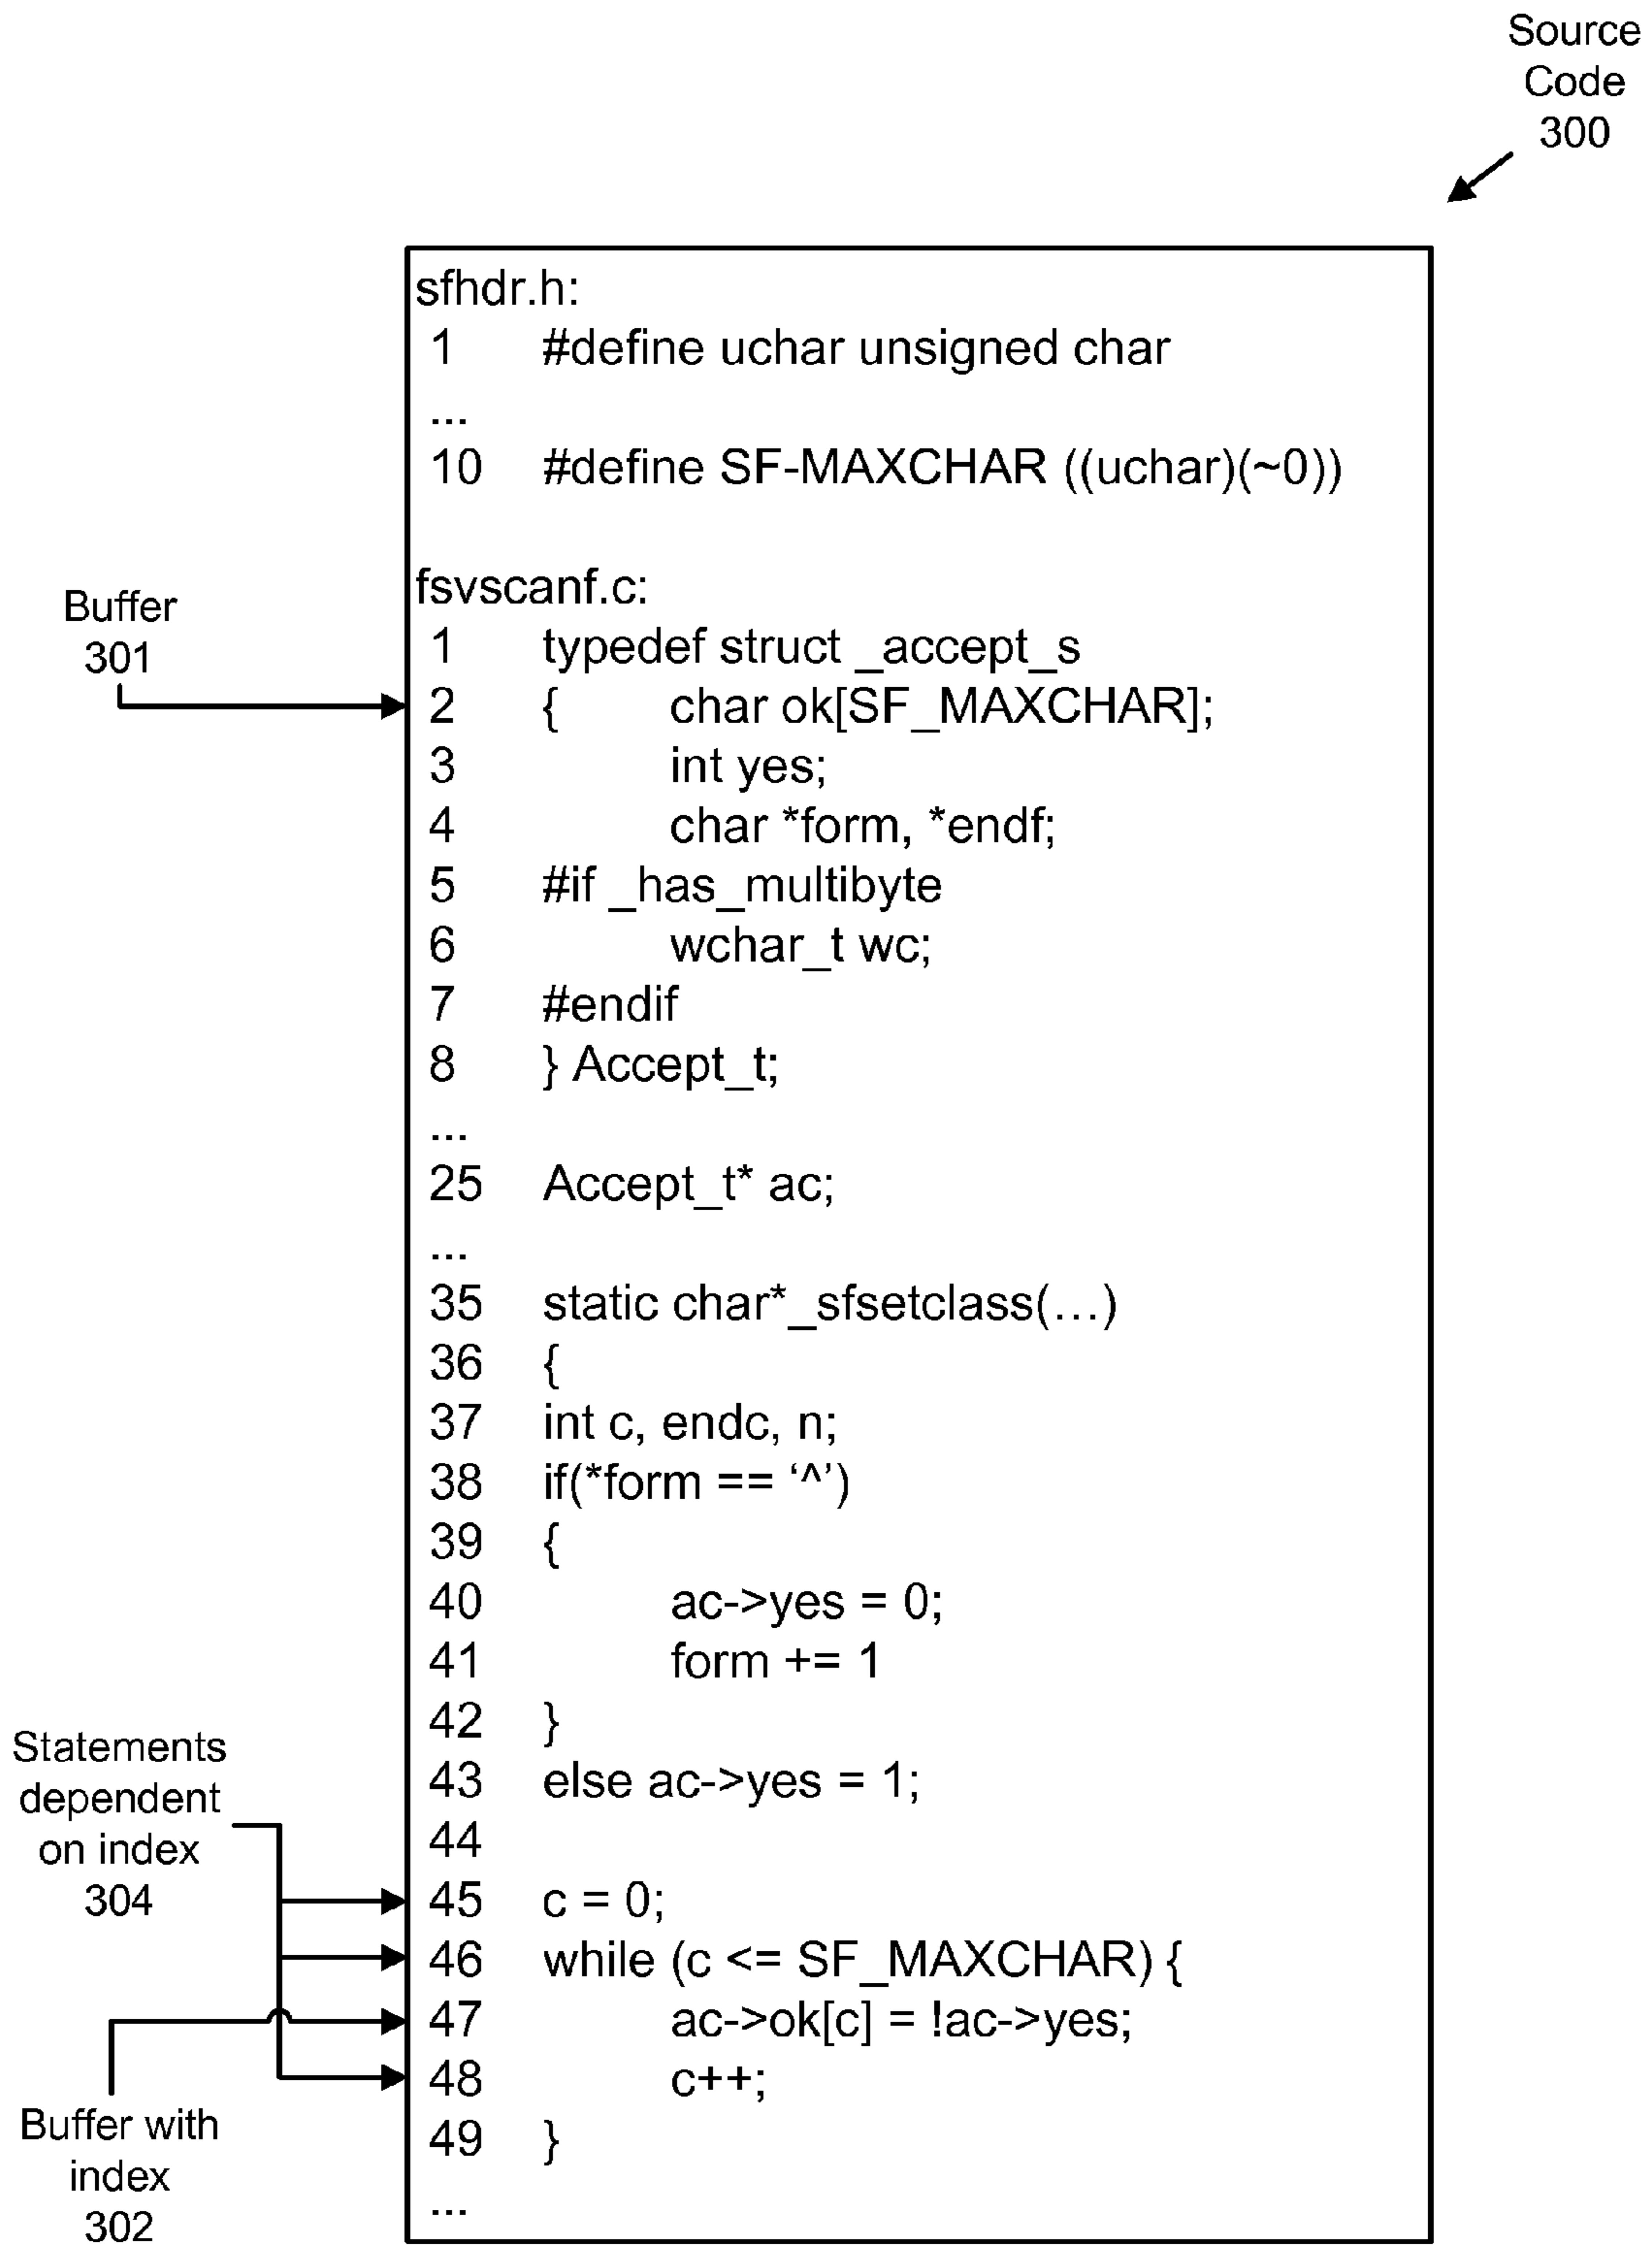 Source
Code
300
sfhdr.h:
1 #define uchar unsigned char
...
10 #define SF-MAXCHAR ((uchar)(~0))
fsvscanf.c:
Buffer
301
1 typedef struct _accept_s
2 { char ok[SF_MAXCHAR];
3 int yes;
4 char *form, *endf;
5 #if _has_multibyte
6 wchar_t wc;
7 #endif
8 } Accept_t;
...
25 Accept_t* ac;
...
35 static char*_sfsetclass(...)
36 {
37 int c, endc, n;
38 if(*form == ‘^’)
39 {
40 ac->yes = 0;
41 form += 1
42 }
43 else ac->yes = 1;
44
45 c = 0;
46 while (c <= SF_MAXCHAR) {
47 ac->ok[c] = !ac->yes;
48 c++;
49 }
...
Statements
dependent
on index
304
Buffer with
index
302